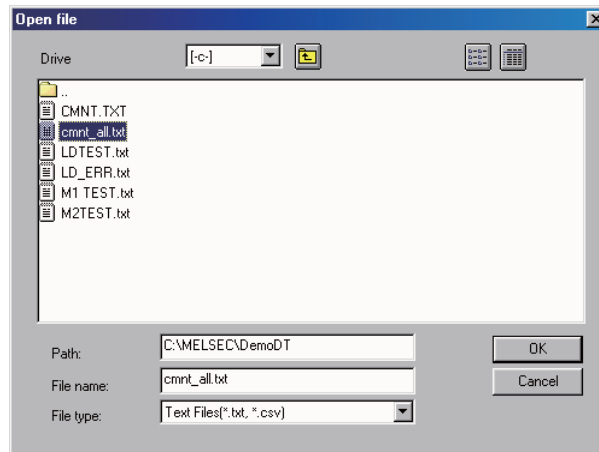 Open file
Drive
[-c-]
..
CMNT.TXT
cmnt_all.txt
LDTEST.txt
LD_ERR.txt
M1 TEST.txt
M2TEST.txt
Path:
C:\MELSEC\DemoDT
OK
File name:
cmnt_all.txt
Cancel
File type:
Text Files(*.txt, *.csv)